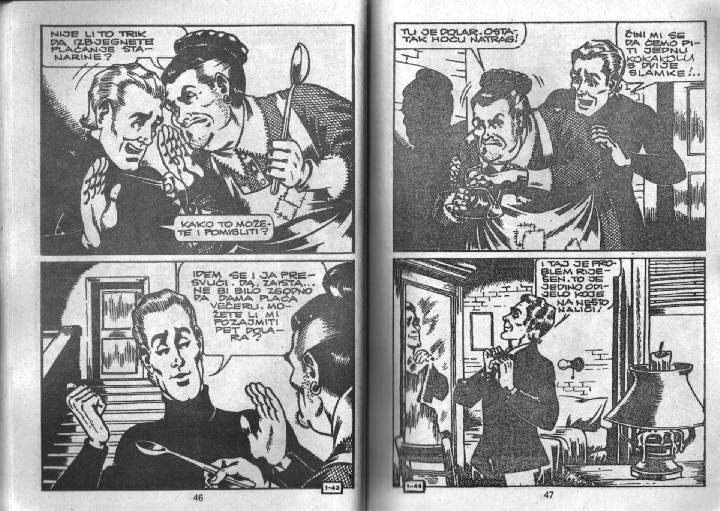 NIJE LI TO TRIK
DA IZBJEGNETE
PLAĆANJE STA-
NARINE?
KAKO TO MOŽE-
TE I POMISLITI?
IDEM SE I JA PRE-
SVUĆI. DA, ZAISTA...
NE BI BILO ZGODNO
DA DAMA PLAĆA
VEČERU. MO-
ŽETE LI MI
POZAJMITI
PET DOLA-
RA?
46
1-43
TU JE DOLAR. OSTA-
TAK HOĆU NATRAG!
ČINI MI SE
DA ĆEMO PI-
TI JEDNU
KOKAKOLU
S DVIJE
SLAMKE!..
I TAJ JE PRO-
BLEM RIJE-
ŠEN. TO JE
JEDINO ODI-
JELO KOJE
NA NEŠTO
NALIČI!
1-44
47